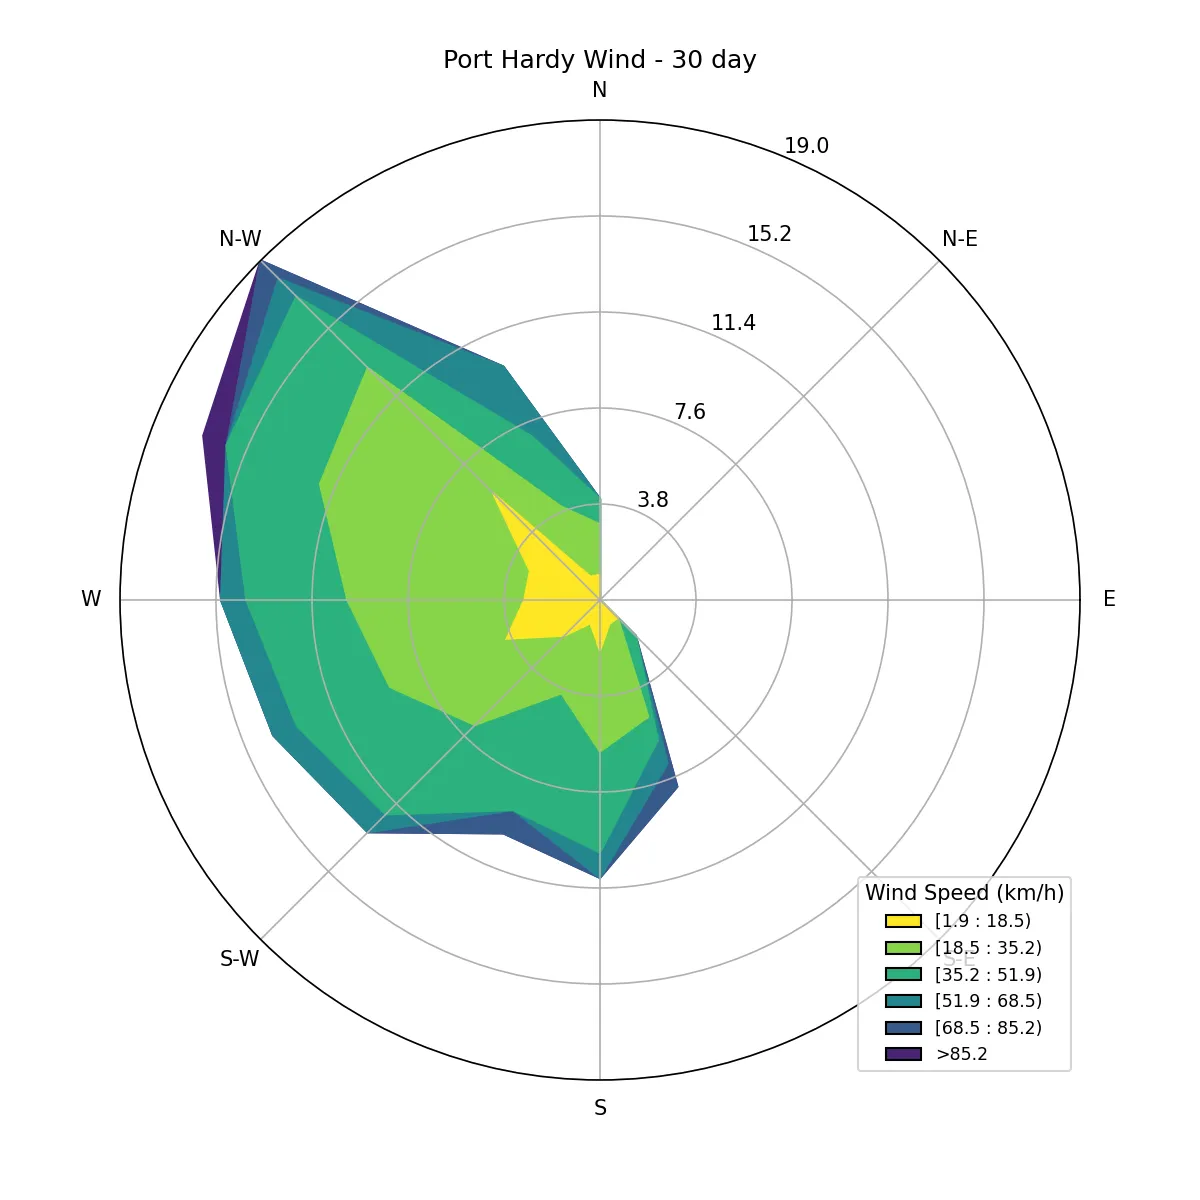 Port Hardy Wind - 30 day
N
19.0
15.2
N-W
N-E
11.4
7.6
3.8
W
E
Wind Speed (km/h)
[1.9 : 18.5)
[18.5 : 35.2)
S-W
S-E
[35.2 : 51.9)
[51.9 : 68.5)
[68.5 : 85.2)
>85.2
S